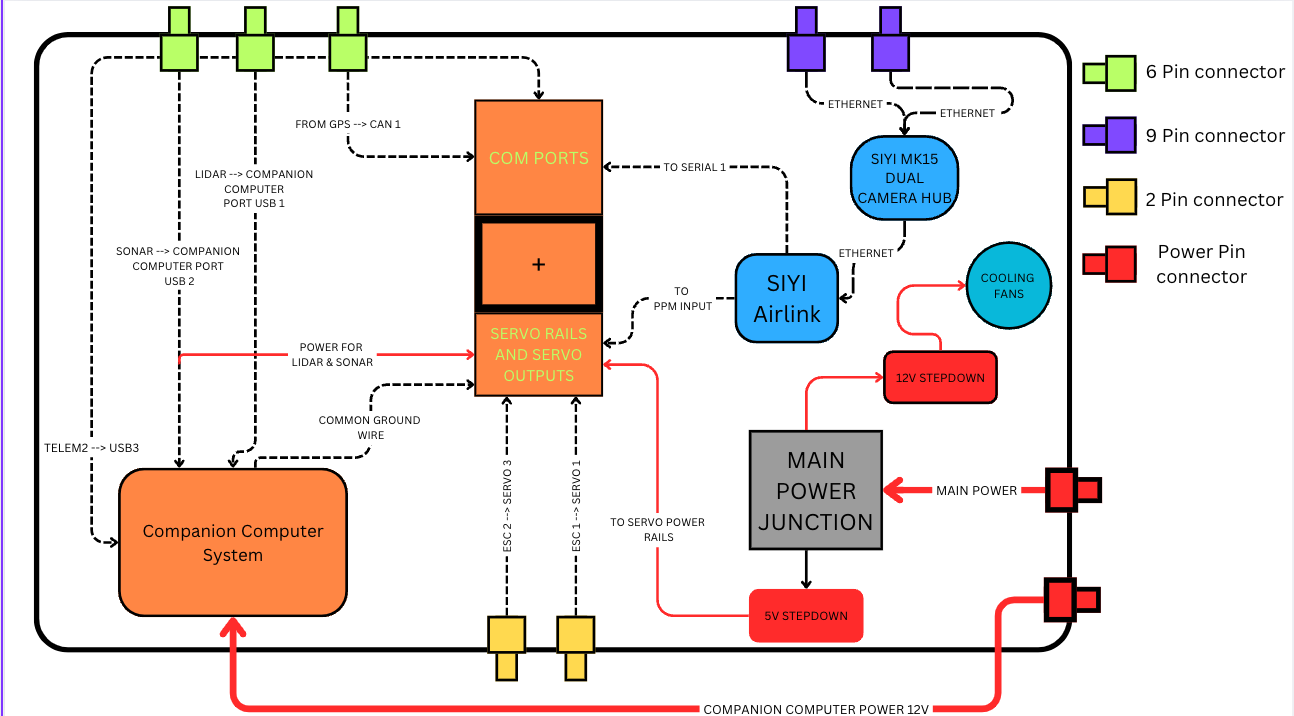 6 Pin connector
9 Pin connector
2 Pin connector
Power Pin
connector
ETHERNET
ETHERNET
FROM GPS --> CAN 1
COM PORTS
TO SERIAL 1
SIYI MK15
DUAL
CAMERA HUB
LIDAR --> COMPANION
COMPUTER
PORT USB 1
SONAR --> COMPANION
COMPUTER PORT
USB 2
+
ETHERNET
SIYI
Airlink
TO
PPM INPUT
COOLING
FANS
SERVO RAILS
AND SERVO
OUTPUTS
POWER FOR
LIDAR & SONAR
12V STEPDOWN
COMMON GROUND
WIRE
TELEM2 --> USB3
MAIN
POWER
JUNCTION
MAIN POWER
ESC 2 --> SERVO 3
ESC 1 --> SERVO 1
TO SERVO POWER
RAILS
Companion Computer
System
5V STEPDOWN
COMPANION COMPUTER POWER 12V